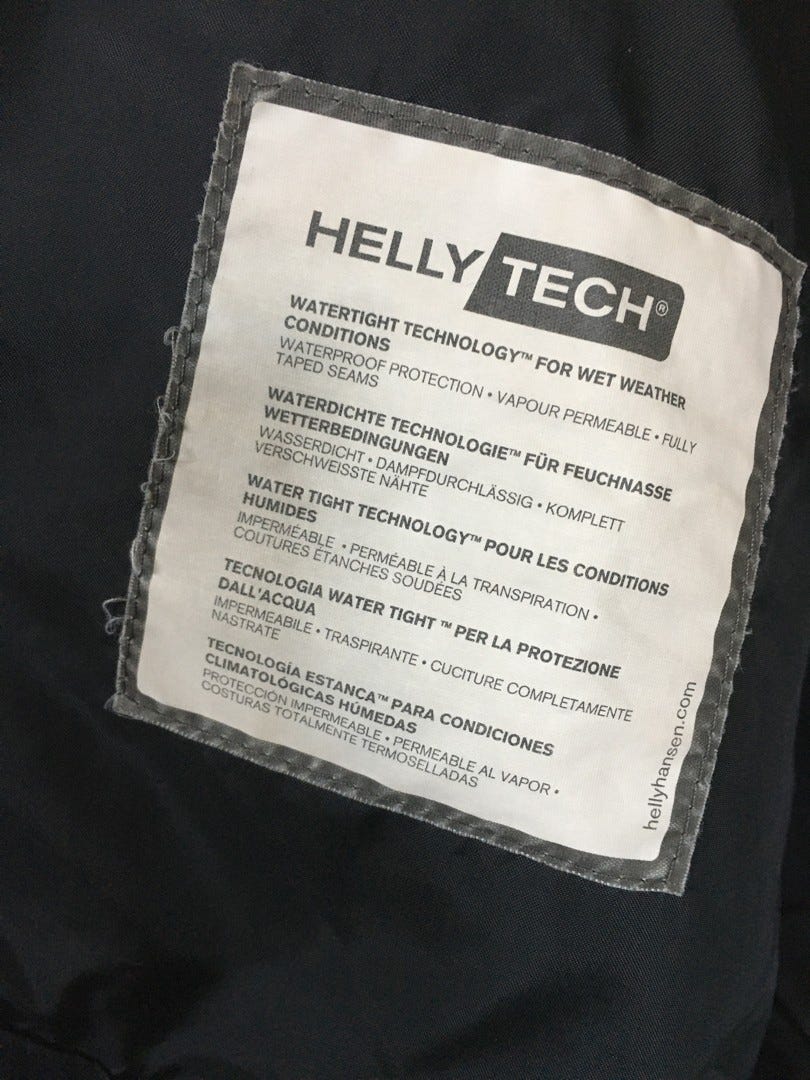 HELLY TECH®
WATERTIGHT TECHNOLOGY™ FOR WET WEATHER
CONDITIONS
WATERPROOF PROTECTION • VAPOUR PERMEABLE • FULLY
TAPED SEAMS
WATERDICHTE TECHNOLOGIE™ FÜR FEUCHNASSE
WETTERBEDINGUNGEN
WASSERDICHT • DAMPFDURCHLÄSSIG • KOMPLETT
VERSCHWEISSTE NÄHTE
WATER TIGHT TECHNOLOGY™ POUR LES CONDITIONS
HUMIDES
IMPERMÉABLE • PERMÉABLE À LA TRANSPIRATION •
COUTURES ÉTANCHES SOUDÉES
TECNOLOGIA WATER TIGHT ™ PER LA PROTEZIONE
DALL'ACQUA
IMPERMEABILE • TRASPIRANTE • CUCITURE COMPLETAMENTE
NASTRATE
TECNOLOGÍA ESTANCA™ PARA CONDICIONES
CLIMATOLÓGICAS HÚMEDAS
PROTECCIÓN IMPERMEABLE • PERMEABLE AL VAPOR •
COSTURAS TOTALMENTE TERMOSELLADAS
hellyhansen.com